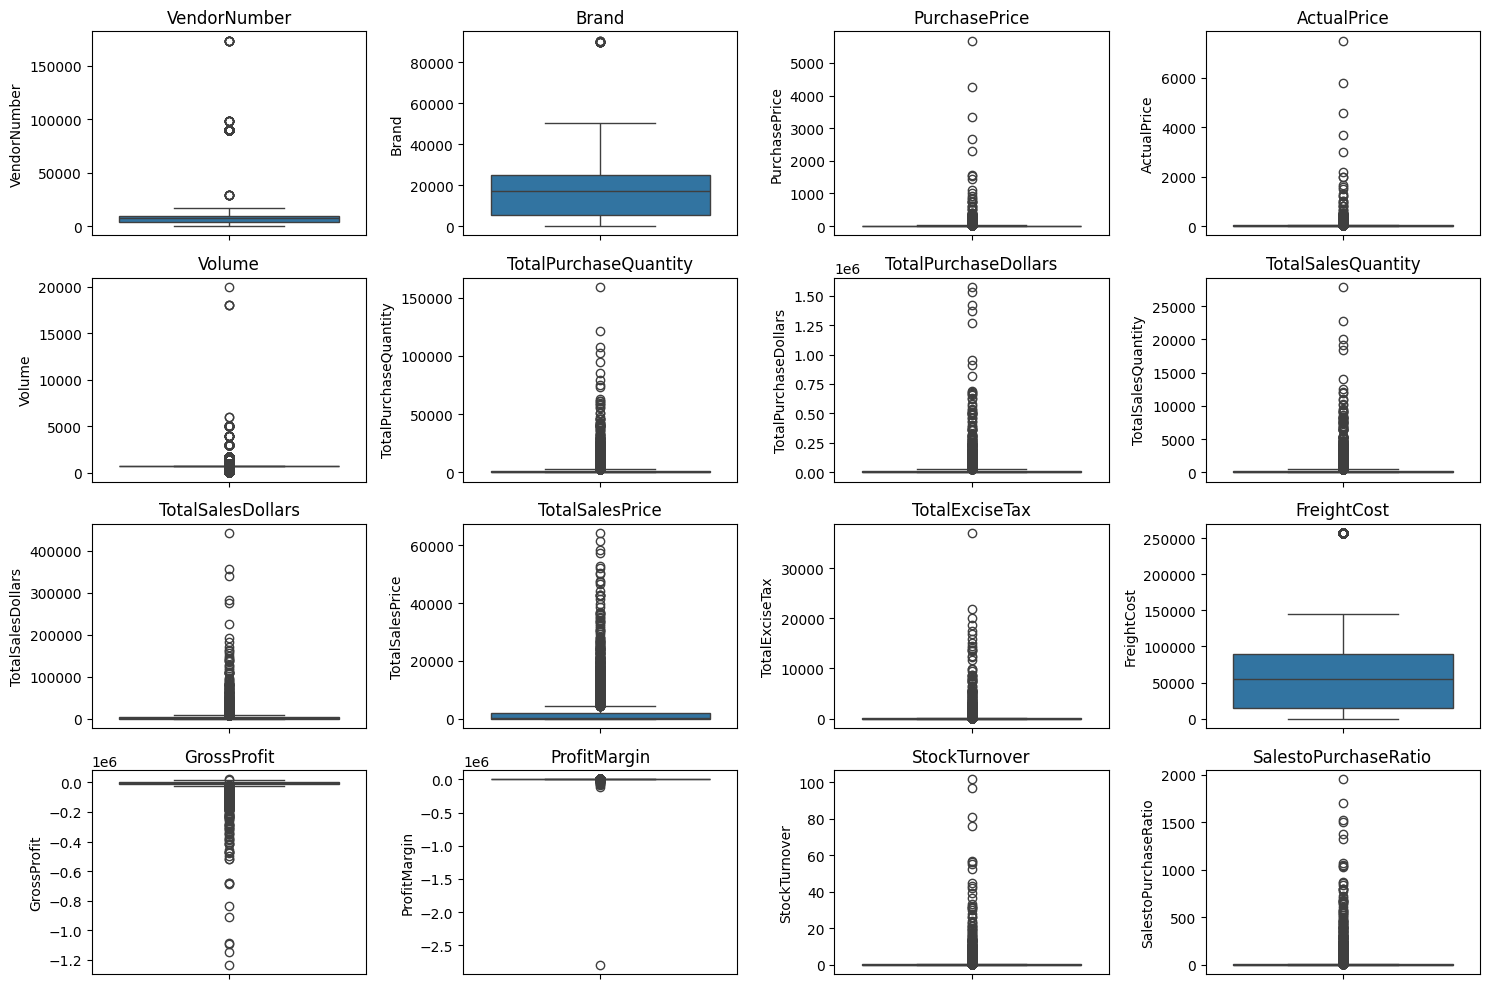 VendorNumber
VendorNumber
150000
100000
50000
0
Brand
Brand
80000
60000
40000
20000
0
PurchasePrice
PurchasePrice
5000
4000
3000
2000
1000
0
ActualPrice
ActualPrice
6000
4000
2000
0
Volume
Volume
20000
15000
10000
5000
0
TotalPurchaseQuantity
TotalPurchaseQuantity
150000
100000
50000
0
TotalPurchaseDollars
1e6
TotalPurchaseDollars
1.50
1.25
1.00
0.75
0.50
0.25
0.00
TotalSalesQuantity
TotalSalesQuantity
25000
20000
15000
10000
5000
0
TotalSalesDollars
TotalSalesDollars
400000
300000
200000
100000
0
TotalSalesPrice
TotalSalesPrice
60000
40000
20000
0
TotalExciseTax
TotalExciseTax
30000
20000
10000
0
FreightCost
FreightCost
250000
200000
150000
100000
50000
0
GrossProfit
1e6
GrossProfit
0.0
−0.2
−0.4
−0.6
−0.8
−1.0
−1.2
ProfitMargin
1e6
ProfitMargin
0.0
−0.5
−1.0
−1.5
−2.0
−2.5
StockTurnover
StockTurnover
100
80
60
40
20
0
SalestoPurchaseRatio
SalestoPurchaseRatio
2000
1500
1000
500
0